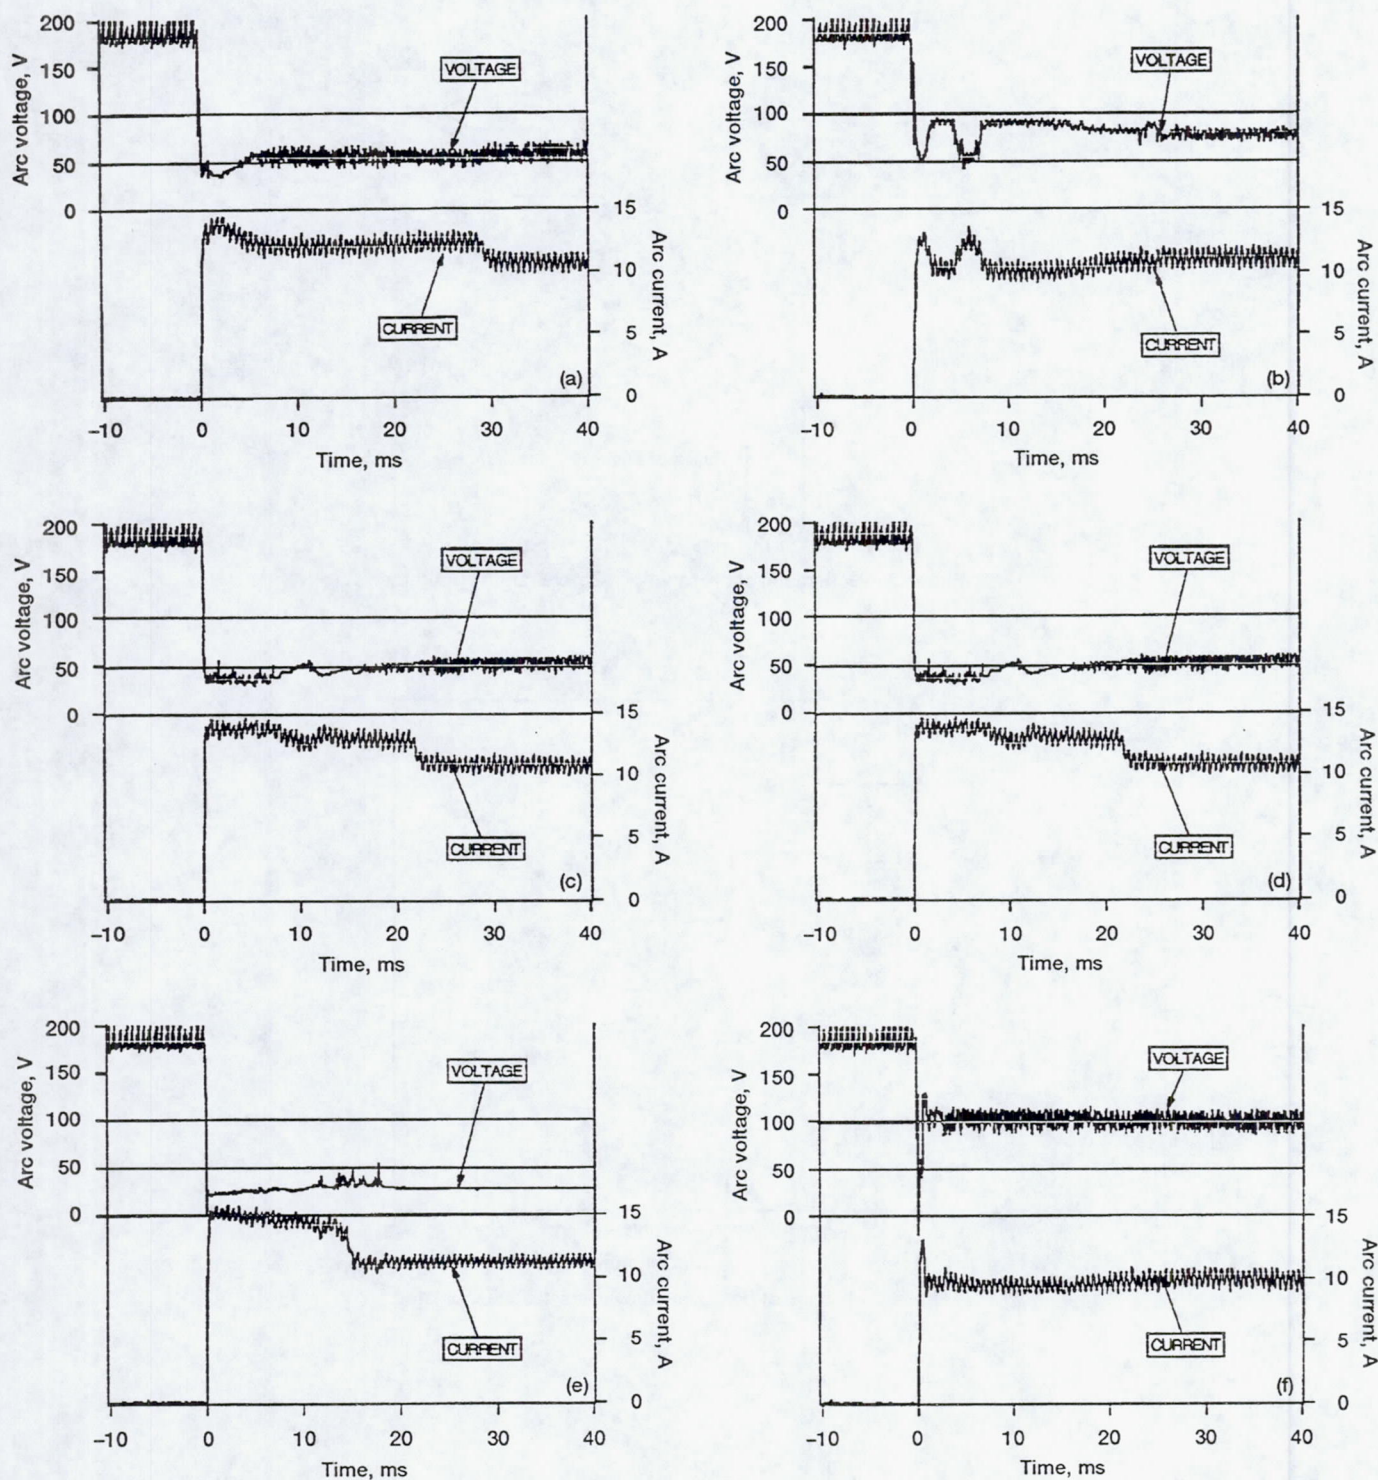 200
150
100
50
0
Arc voltage, V
VOLTAGE
15
10
5
0
Arc current, A
CURRENT
(a)
–10 0 10 20 30 40
Time, ms
200
150
100
50
0
Arc voltage, V
VOLTAGE
15
10
5
0
Arc current, A
CURRENT
(b)
–10 0 10 20 30 40
Time, ms
200
150
100
50
0
Arc voltage, V
VOLTAGE
15
10
5
0
Arc current, A
CURRENT
(c)
–10 0 10 20 30 40
Time, ms
200
150
100
50
0
Arc voltage, V
VOLTAGE
15
10
5
0
Arc current, A
CURRENT
(d)
–10 0 10 20 30 40
Time, ms
200
150
100
50
0
Arc voltage, V
VOLTAGE
15
10
5
0
Arc current, A
CURRENT
(e)
–10 0 10 20 30 40
Time, ms
200
150
100
50
0
Arc voltage, V
VOLTAGE
15
10
5
0
Arc current, A
CURRENT
(f)
–10 0 10 20 30 40
Time, ms